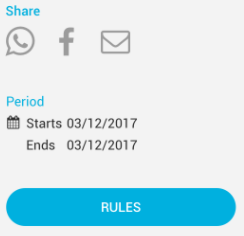 Share
Period
Starts 03/12/2017
Ends 03/12/2017
RULES